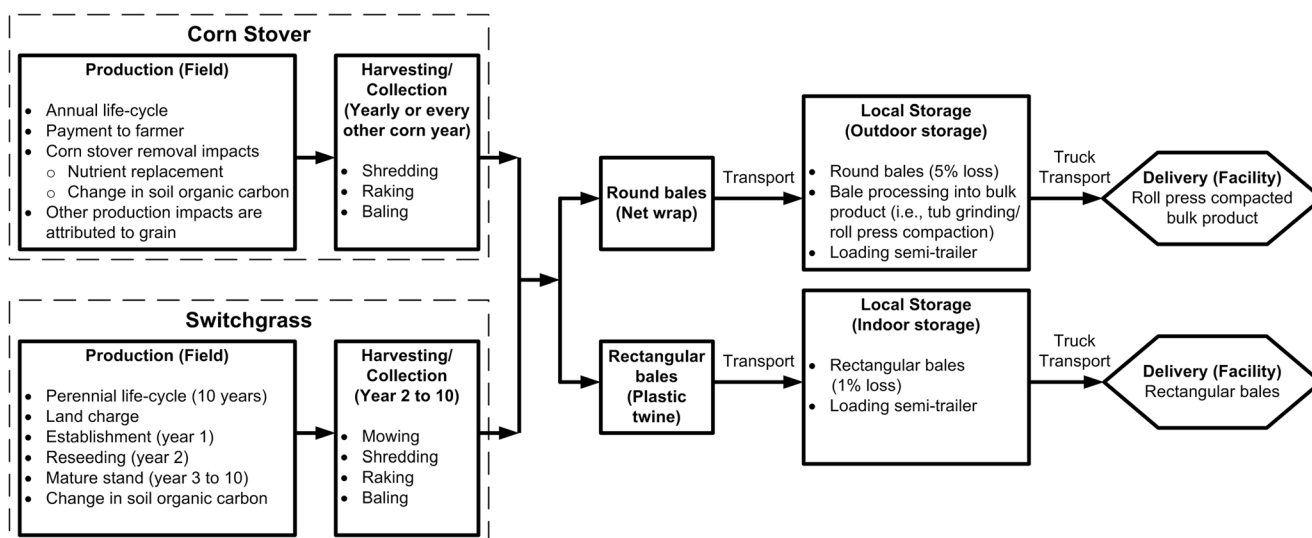 Corn Stover
Production (Field)
• Annual life-cycle
• Payment to farmer
• Corn stover removal impacts
o Nutrient replacement
o Change in soil organic carbon
• Other production impacts are
attributed to grain
Harvesting/
Collection
(Yearly or every
other corn year)
• Shredding
• Raking
• Baling
Switchgrass
Production (Field)
• Perennial life-cycle (10 years)
• Land charge
• Establishment (year 1)
• Reseeding (year 2)
• Mature stand (year 3 to 10)
• Change in soil organic carbon
Harvesting/
Collection
(Year 2 to 10)
• Mowing
• Shredding
• Raking
• Baling
Round bales
(Net wrap)
Transport
Local Storage
(Outdoor storage)
• Round bales (5% loss)
• Bale processing into bulk
product (i.e., tub grinding/
roll press compaction)
• Loading semi-trailer
Truck
Transport
Delivery (Facility)
Roll press compacted
bulk product
Rectangular
bales
(Plastic
twine)
Transport
Local Storage
(Indoor storage)
• Rectangular bales
(1% loss)
• Loading semi-trailer
Truck
Transport
Delivery (Facility)
Rectangular bales